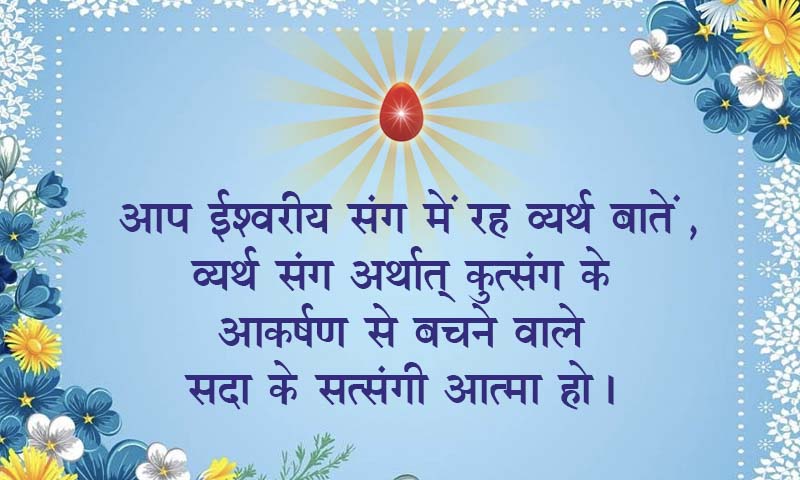 आप ईश्वरीय संग में रह व्यर्थ बातें,
व्यर्थ संग अर्थात् कुत्संग के
आकर्षण से बचने वाले
सदा के सत्संगी आत्मा हो।